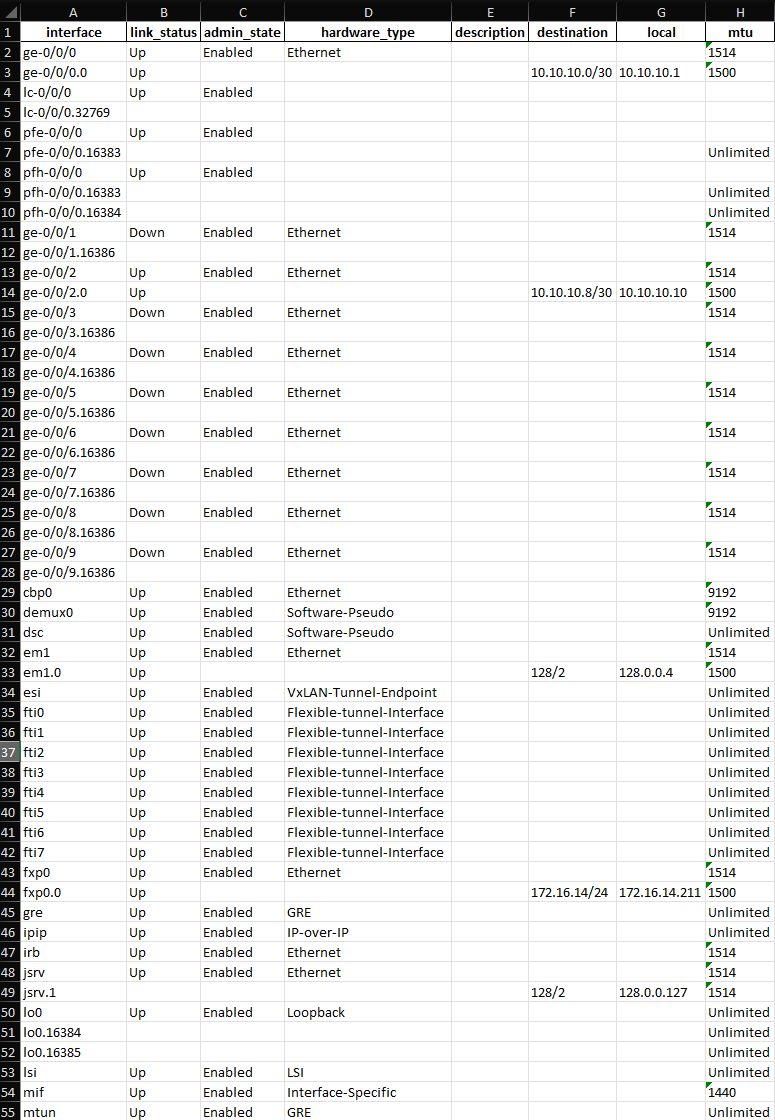 A B C D E F G H
1 interface link_status admin_state hardware_type description destination local mtu
2 ge-0/0/0 Up Enabled Ethernet 1514
3 ge-0/0/0.0 Up 10.10.10.0/30 10.10.10.1 1500
4 lc-0/0/0 Up Enabled
5 lc-0/0/0.32769
6 pfe-0/0/0 Up Enabled
7 pfe-0/0/0.16383 Unlimited
8 pfh-0/0/0 Up Enabled
9 pfh-0/0/0.16383 Unlimited
10 pfh-0/0/0.16384 Unlimited
11 ge-0/0/1 Down Enabled Ethernet 1514
12 ge-0/0/1.16386
13 ge-0/0/2 Up Enabled Ethernet 1514
14 ge-0/0/2.0 Up 10.10.10.8/30 10.10.10.10 1500
15 ge-0/0/3 Down Enabled Ethernet 1514
16 ge-0/0/3.16386
17 ge-0/0/4 Down Enabled Ethernet 1514
18 ge-0/0/4.16386
19 ge-0/0/5 Down Enabled Ethernet 1514
20 ge-0/0/5.16386
21 ge-0/0/6 Down Enabled Ethernet 1514
22 ge-0/0/6.16386
23 ge-0/0/7 Down Enabled Ethernet 1514
24 ge-0/0/7.16386
25 ge-0/0/8 Down Enabled Ethernet 1514
26 ge-0/0/8.16386
27 ge-0/0/9 Down Enabled Ethernet 1514
28 ge-0/0/9.16386
29 cbp0 Up Enabled Ethernet 9192
30 demux0 Up Enabled Software-Pseudo 9192
31 dsc Up Enabled Software-Pseudo Unlimited
32 em1 Up Enabled Ethernet 1514
33 em1.0 Up 128/2 128.0.0.4 1500
34 esi Up Enabled VxLAN-Tunnel-Endpoint Unlimited
35 fti0 Up Enabled Flexible-tunnel-Interface Unlimited
36 fti1 Up Enabled Flexible-tunnel-Interface Unlimited
37 fti2 Up Enabled Flexible-tunnel-Interface Unlimited
38 fti3 Up Enabled Flexible-tunnel-Interface Unlimited
39 fti4 Up Enabled Flexible-tunnel-Interface Unlimited
40 fti5 Up Enabled Flexible-tunnel-Interface Unlimited
41 fti6 Up Enabled Flexible-tunnel-Interface Unlimited
42 fti7 Up Enabled Flexible-tunnel-Interface Unlimited
43 fxp0 Up Enabled Ethernet 1514
44 fxp0.0 Up 172.16.14/24 172.16.14.211 1500
45 gre Up Enabled GRE Unlimited
46 ipip Up Enabled IP-over-IP Unlimited
47 irb Up Enabled Ethernet 1514
48 jsrv Up Enabled Ethernet 1514
49 jsrv.1 128/2 128.0.0.127 1514
50 lo0 Up Enabled Loopback Unlimited
51 lo0.16384 Unlimited
52 lo0.16385 Unlimited
53 lsi Up Enabled LSI Unlimited
54 mif Up Enabled Interface-Specific 1440
55 mtun Up Enabled GRE Unlimited